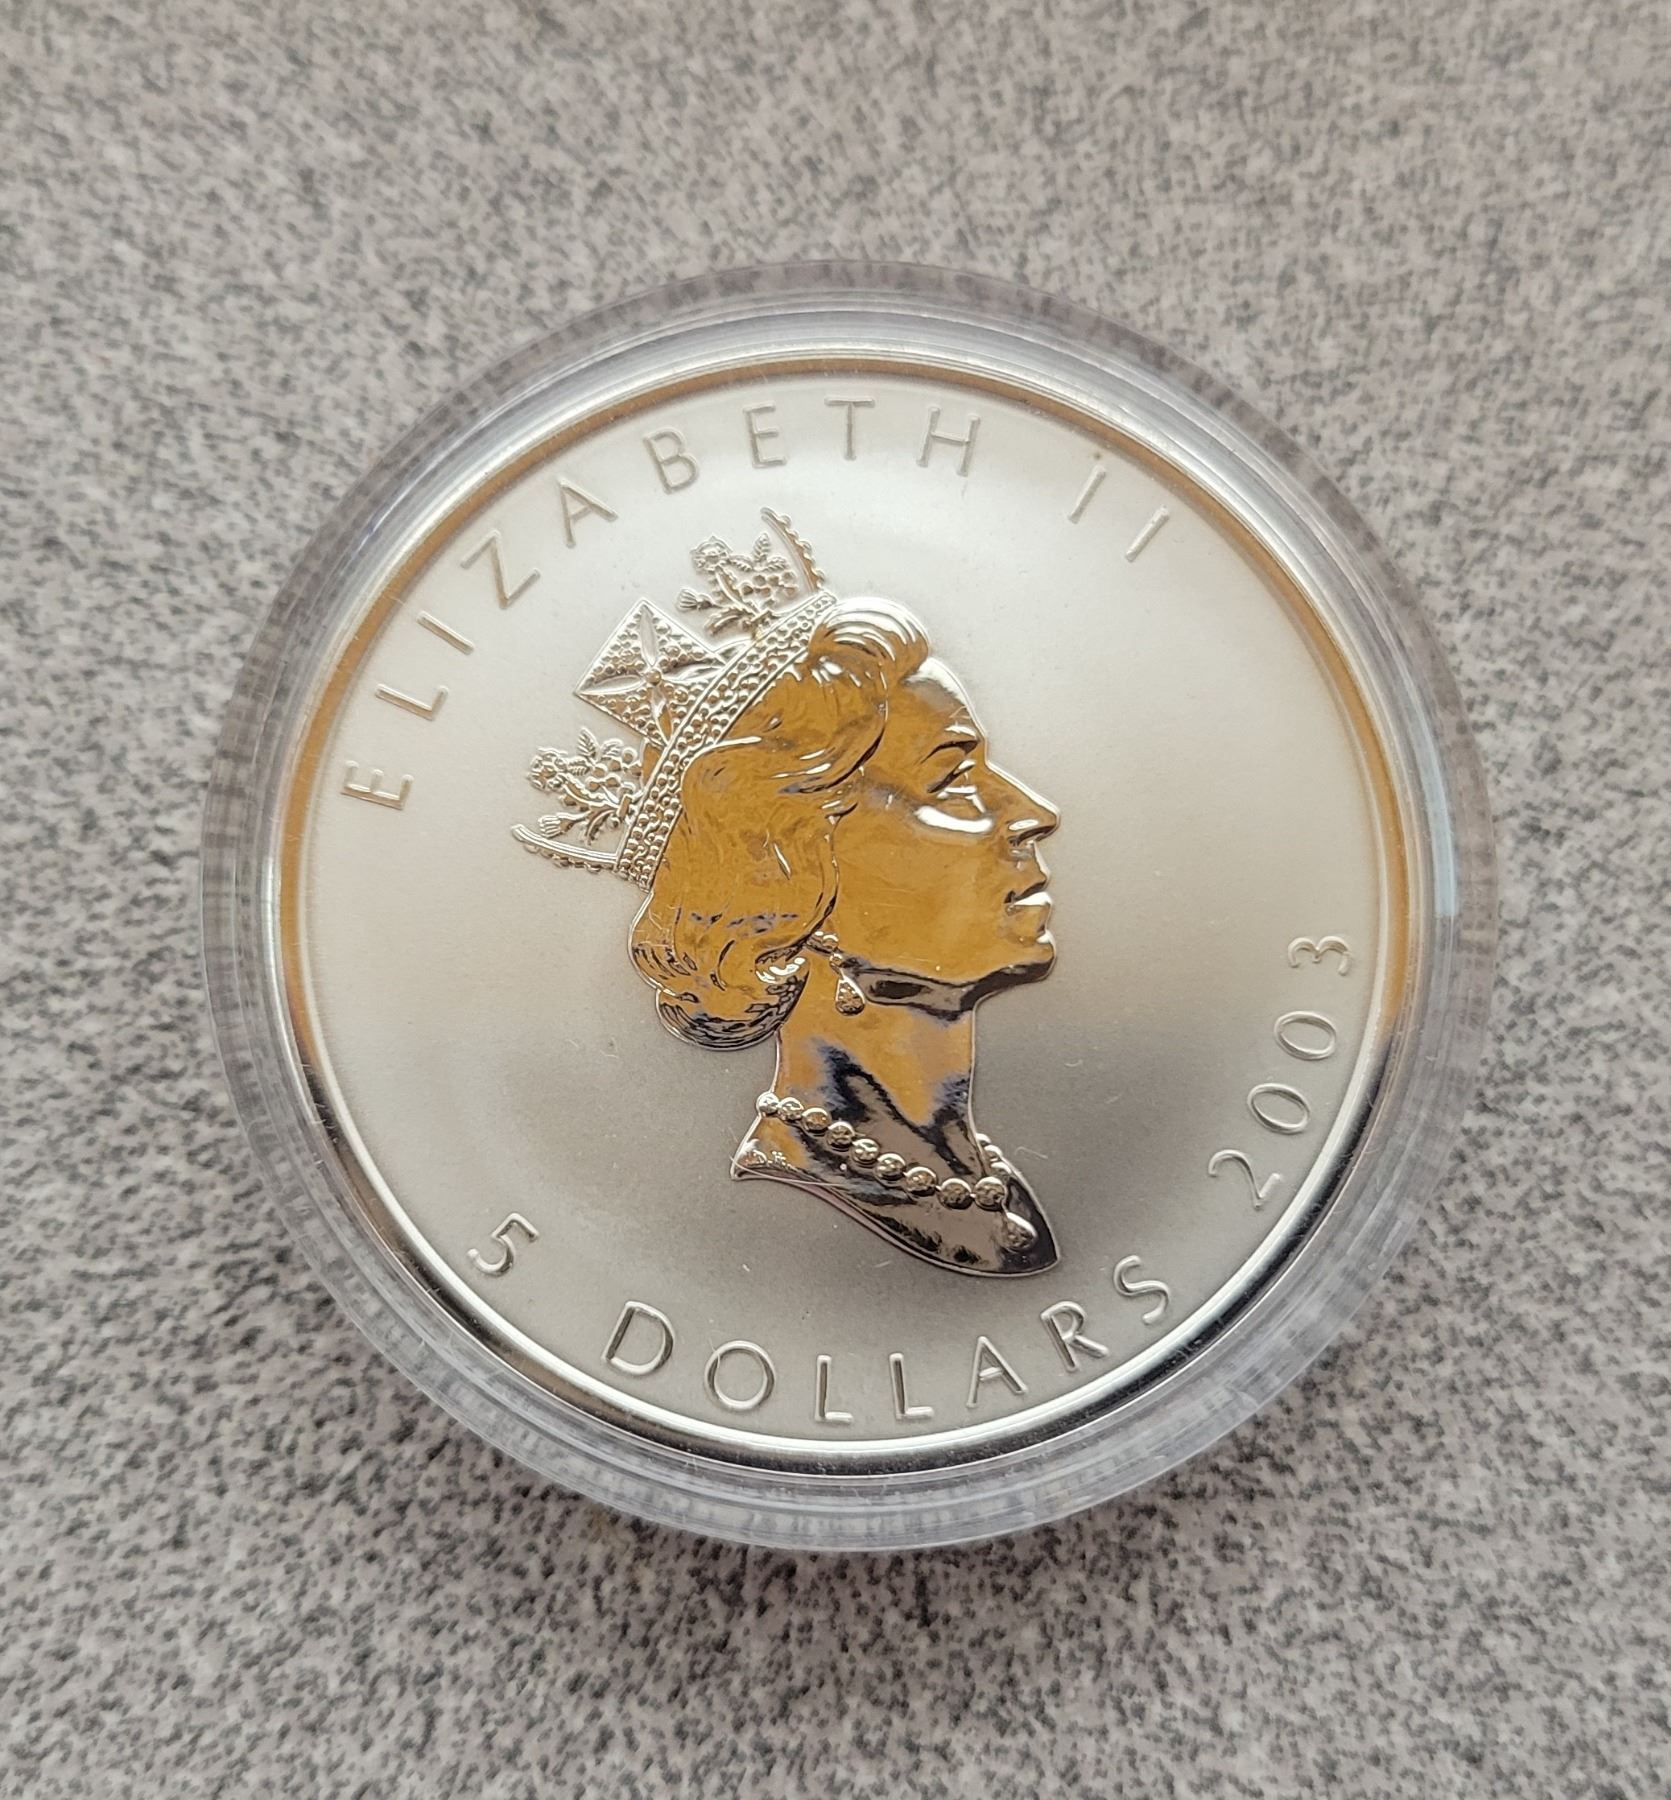 ELIZABETH II
5 DOLLARS 2003